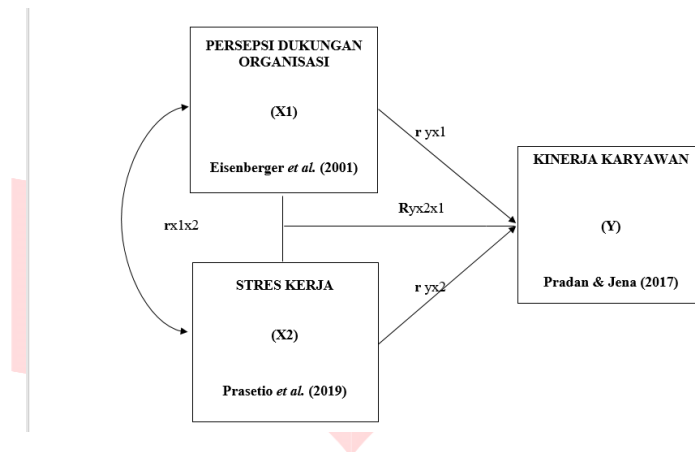 PERSEPSI DUKUNGAN
ORGANISASI
(X1)
Eisenberger et al. (2001)
r yx1
KINERJA KARYAWAN
(Y)
Pradan & Jena (2017)
Ryx2x1
rx1x2
r yx2
STRES KERJA
(X2)
Prasetio et al. (2019)